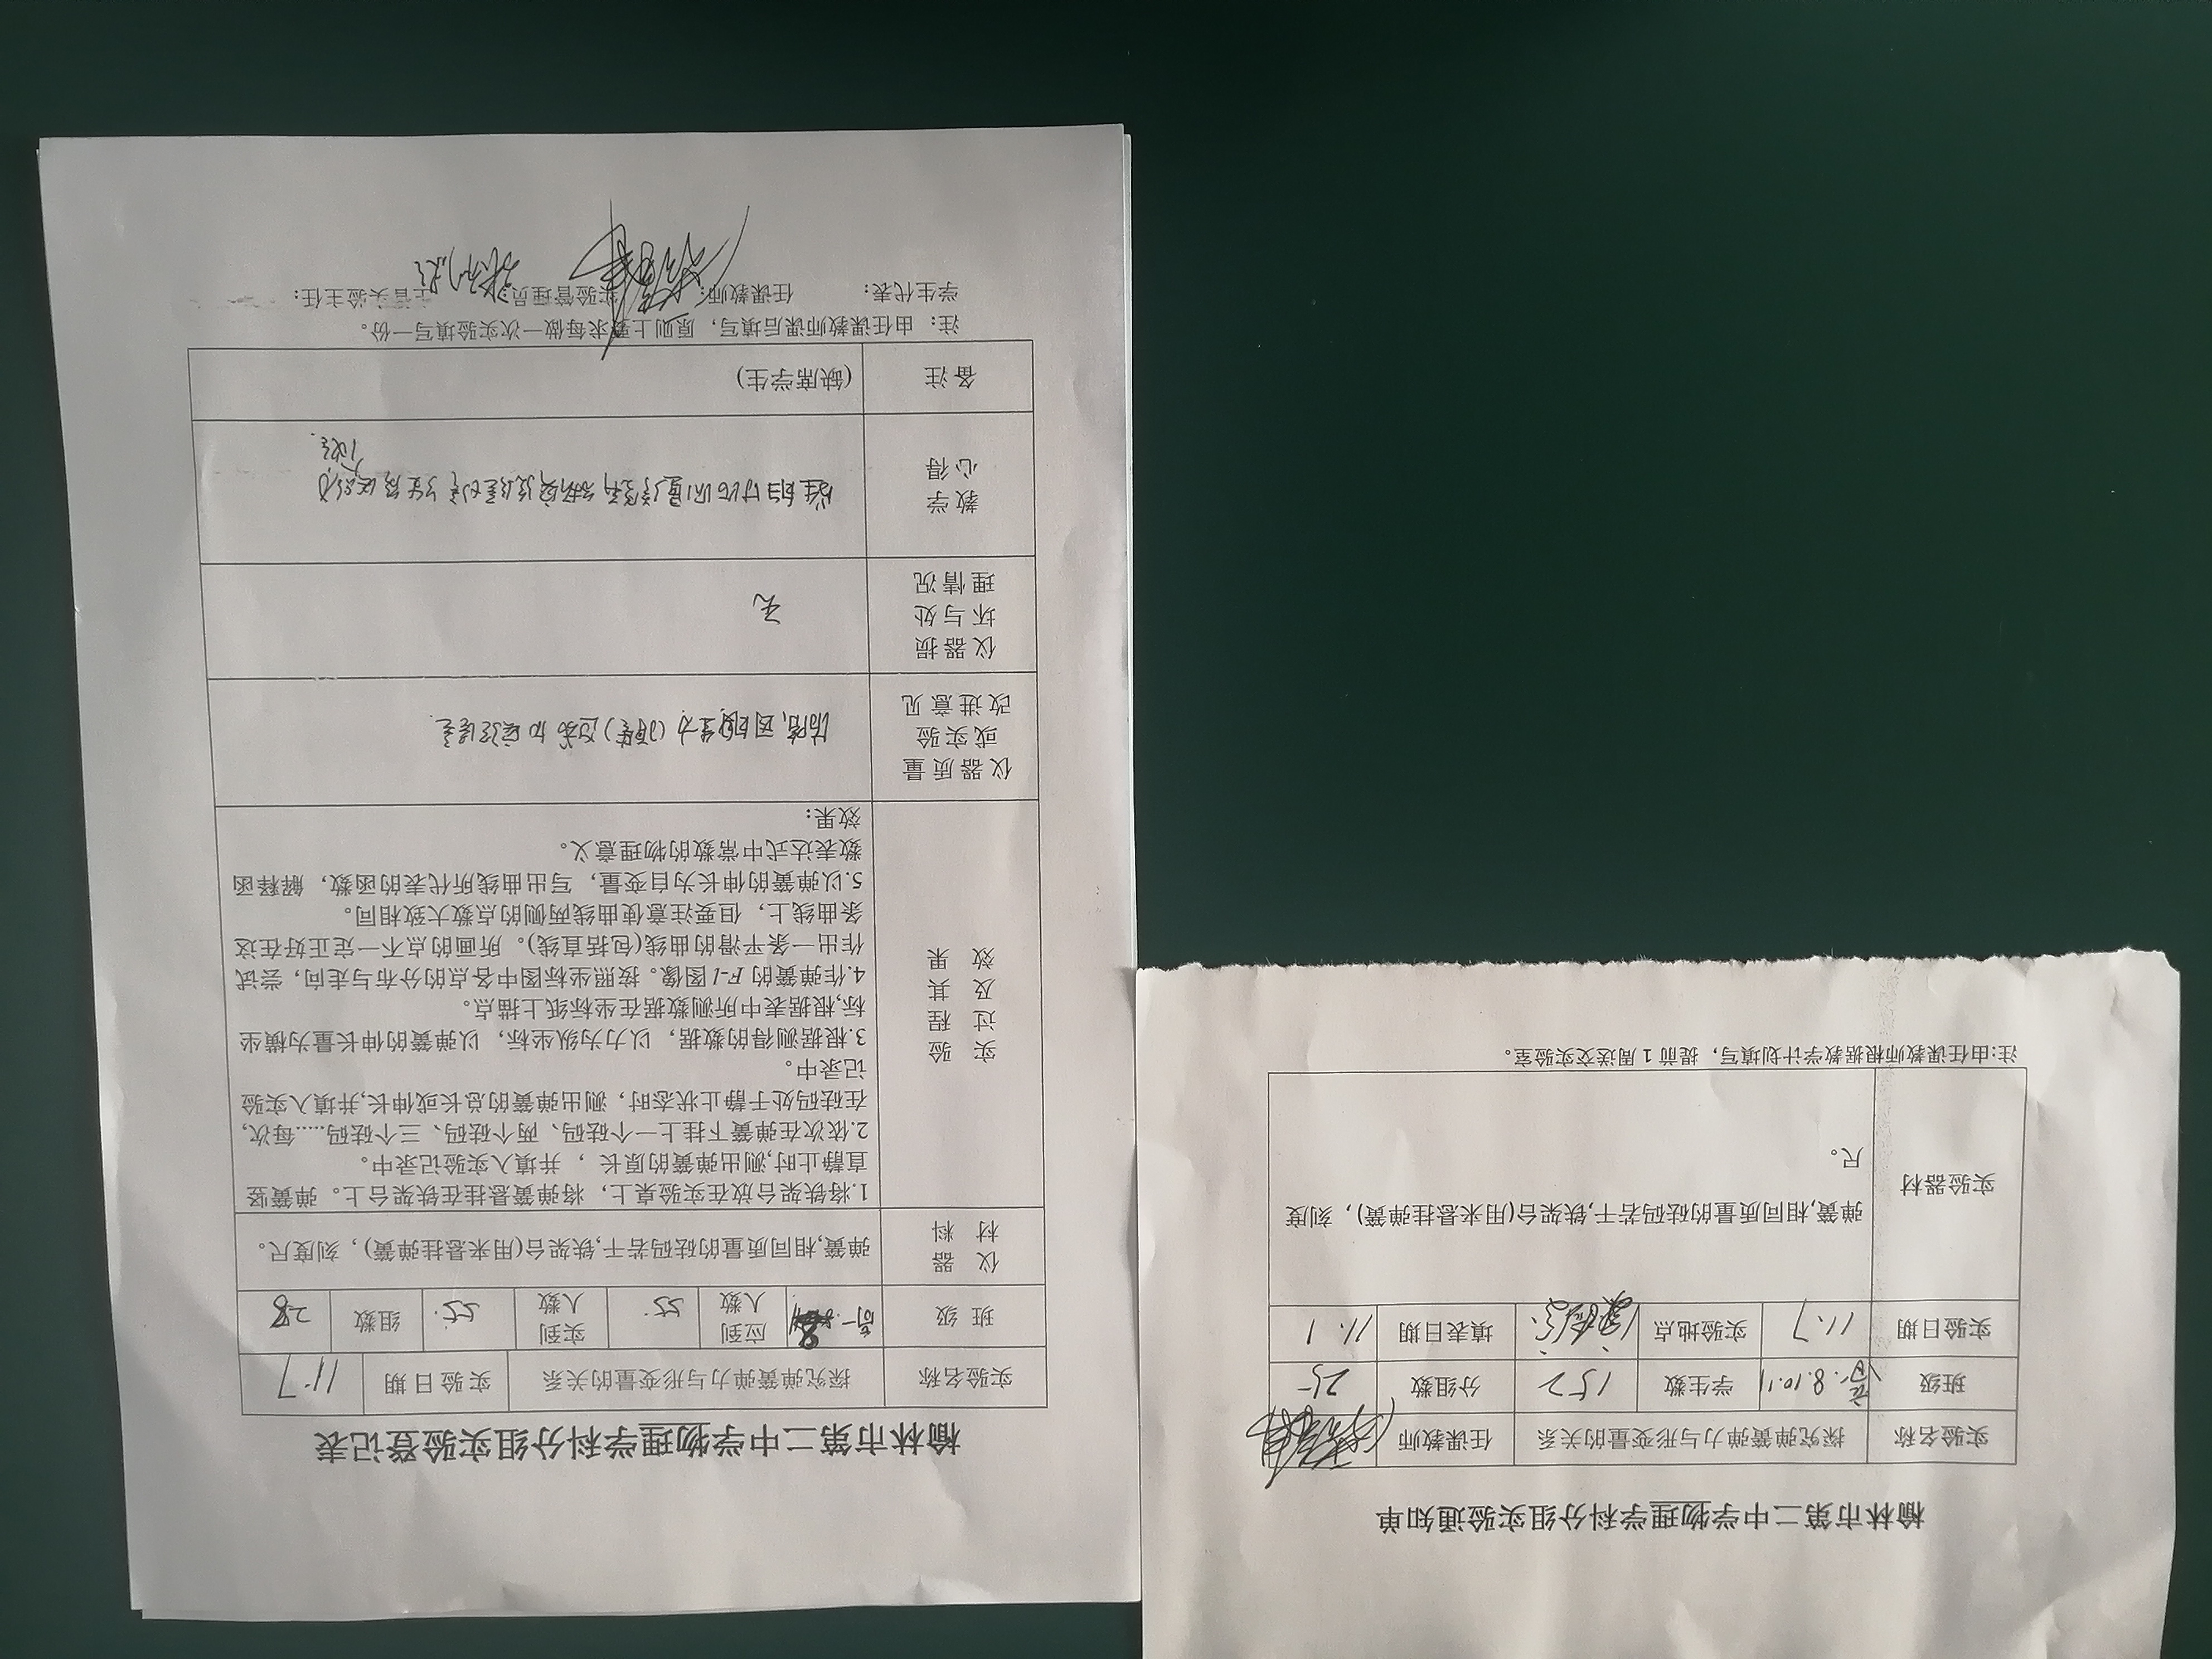 榆林市第二中学物理学科分组实验登记表
实验名称 探究弹簧弹力与形变量的关系 实验日期 11.7
班级 高一.8 应到人数 55. 实到人数 55. 组数 28
仪器材料 弹簧,相同质量的砝码若干,铁架台(用来悬挂弹簧)，刻度尺。
实验过程及其效果
1.将铁架台放在实验桌上，将弹簧悬挂在铁架台上。弹簧竖
直静止时,测出弹簧的原长，并填入实验记录中。
2.依次在弹簧下挂上一个砝码、两个砝码、三个砝码……每次,
在砝码处于静止状态时，测出弹簧的总长或伸长,并填入实验
记录中。
3.根据测得的数据，以力为纵坐标，以弹簧的伸长量为横坐
标,根据表中所测数据在坐标纸上描点。
4.作弹簧的 F-l 图像。按照坐标图中各点的分布与走向，尝试
作出一条平滑的曲线(包括直线)。所画的点不一定正好在这
条曲线上，但要注意使曲线两侧的点数大致相同。
5.以弹簧的伸长为自变量，写出曲线所代表的函数，解释函
数表达式中常数的物理意义。
效果:
仪器质量或实验改进意见
仪器损坏与处理情况 无
教学心得
备注 (缺席学生)
注：由任课教师课后填写，原则上要求每做一次实验填写一份。
学生代表: 任课教师: 实验管理员: 主管实验主任:
榆林市第二中学物理学科分组实验通知单
实验名称 探究弹簧弹力与形变量的关系 任课教师
班级 高一.8.10.11 学生数 152 分组数 25
实验日期 11.7 实验地点 填表日期 11.1
实验器材 弹簧,相同质量的砝码若干,铁架台(用来悬挂弹簧)，刻度
尺。
注:由任课教师根据教学计划填写，提前 1 周送交实验室。